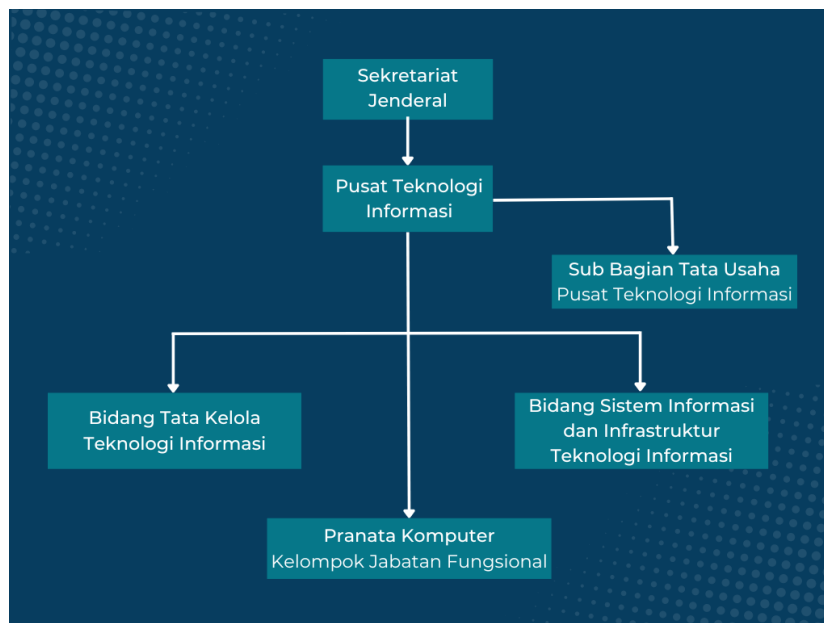 Sekretariat
Jenderal
Pusat Teknologi
Informasi
Sub Bagian Tata Usaha
Pusat Teknologi Informasi
Bidang Tata Kelola
Teknologi Informasi
Bidang Sistem Informasi
dan Infrastruktur
Teknologi Informasi
Pranata Komputer
Kelompok Jabatan Fungsional